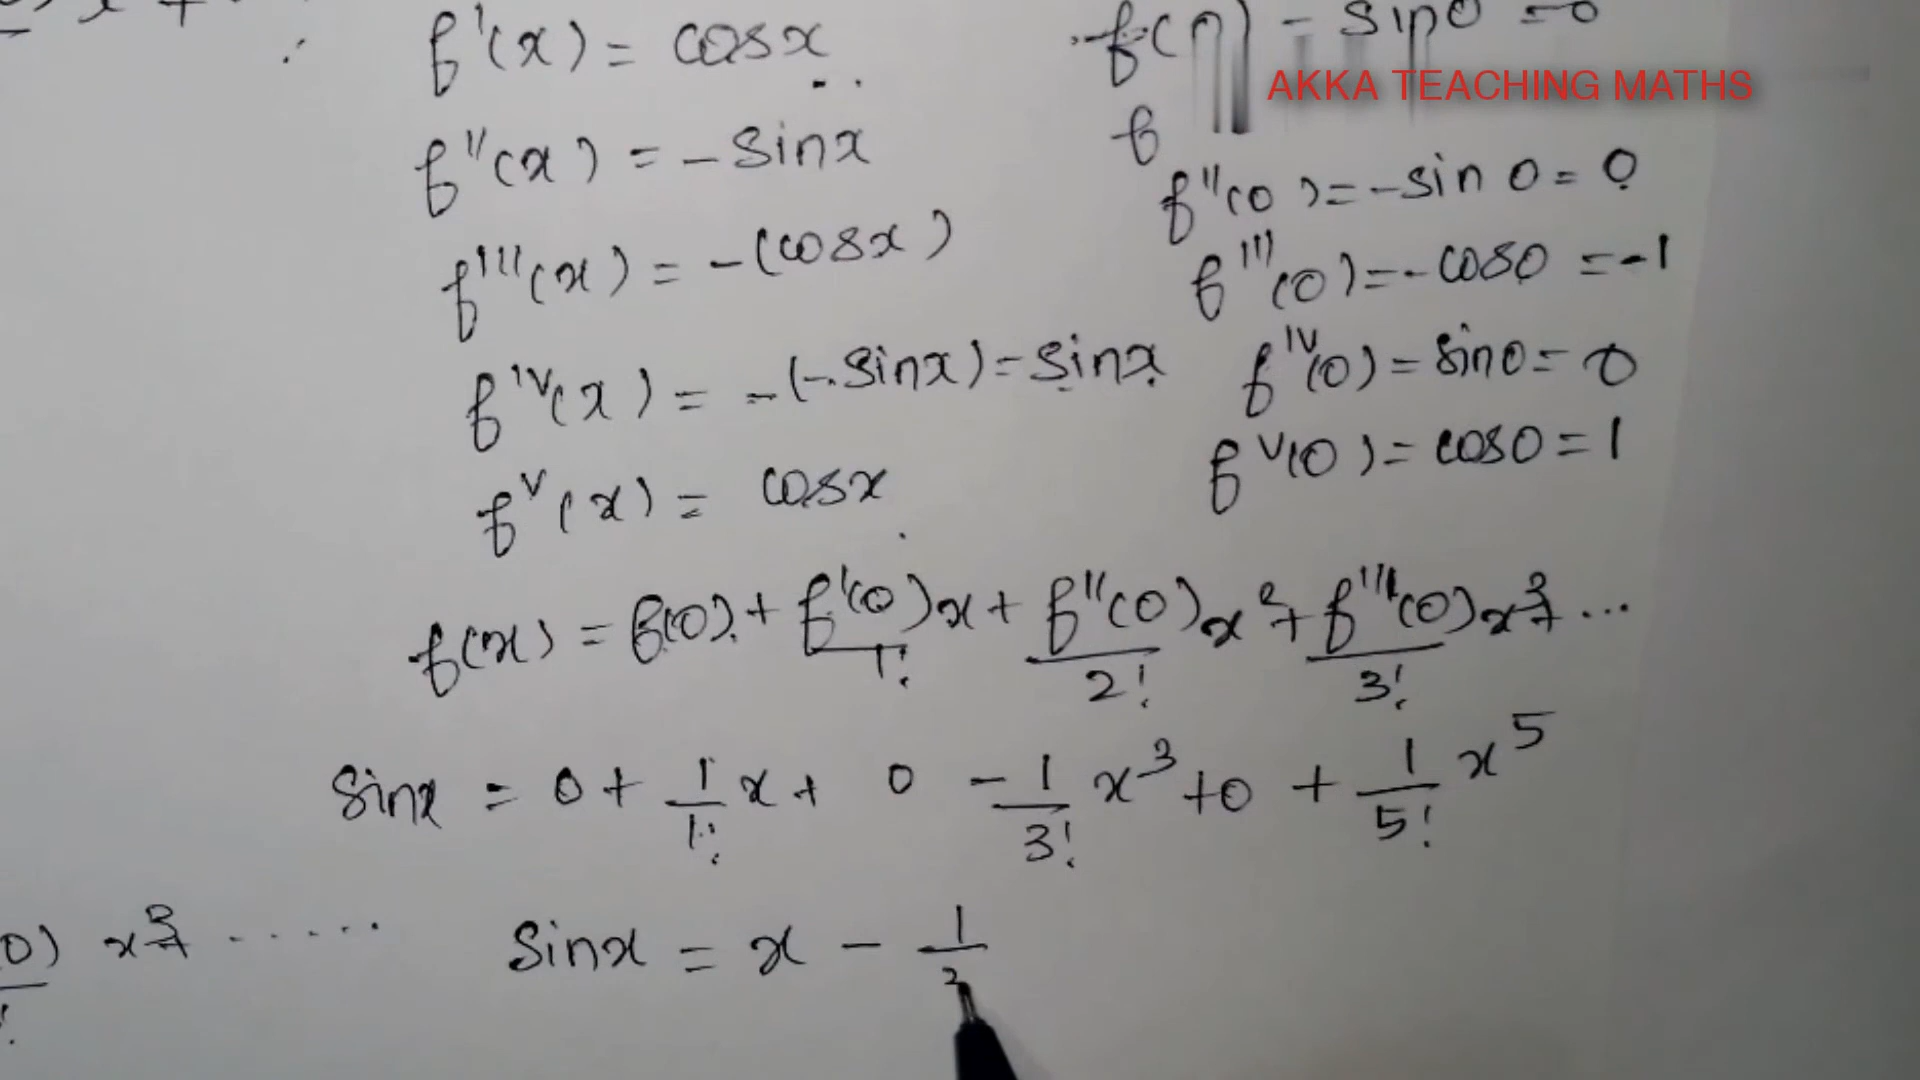 f'(x) = cosx
f(0) = sin0 = 0
AKKA TEACHING MATHS
f''(x) = -sinx
f
f''(0) = -sin0 = 0
f'''(x) = -(cosx)
f'''(0) = -cos0 = -1
f^IV(x) = -(-sinx) = sinx
f^IV(0) = sin0 = 0
f^V(x) = cosx
f^V(0) = cos0 = 1
f(x) = f(0) + f'(0)/1! x + f''(0)/2! x^2 + f'''(0)/3! x^3 + ...
sinx = 0 + 1/1! x + 0 - 1/3! x^3 + 0 + 1/5! x^5
0) x^3 + ......
sinx = x - 1/